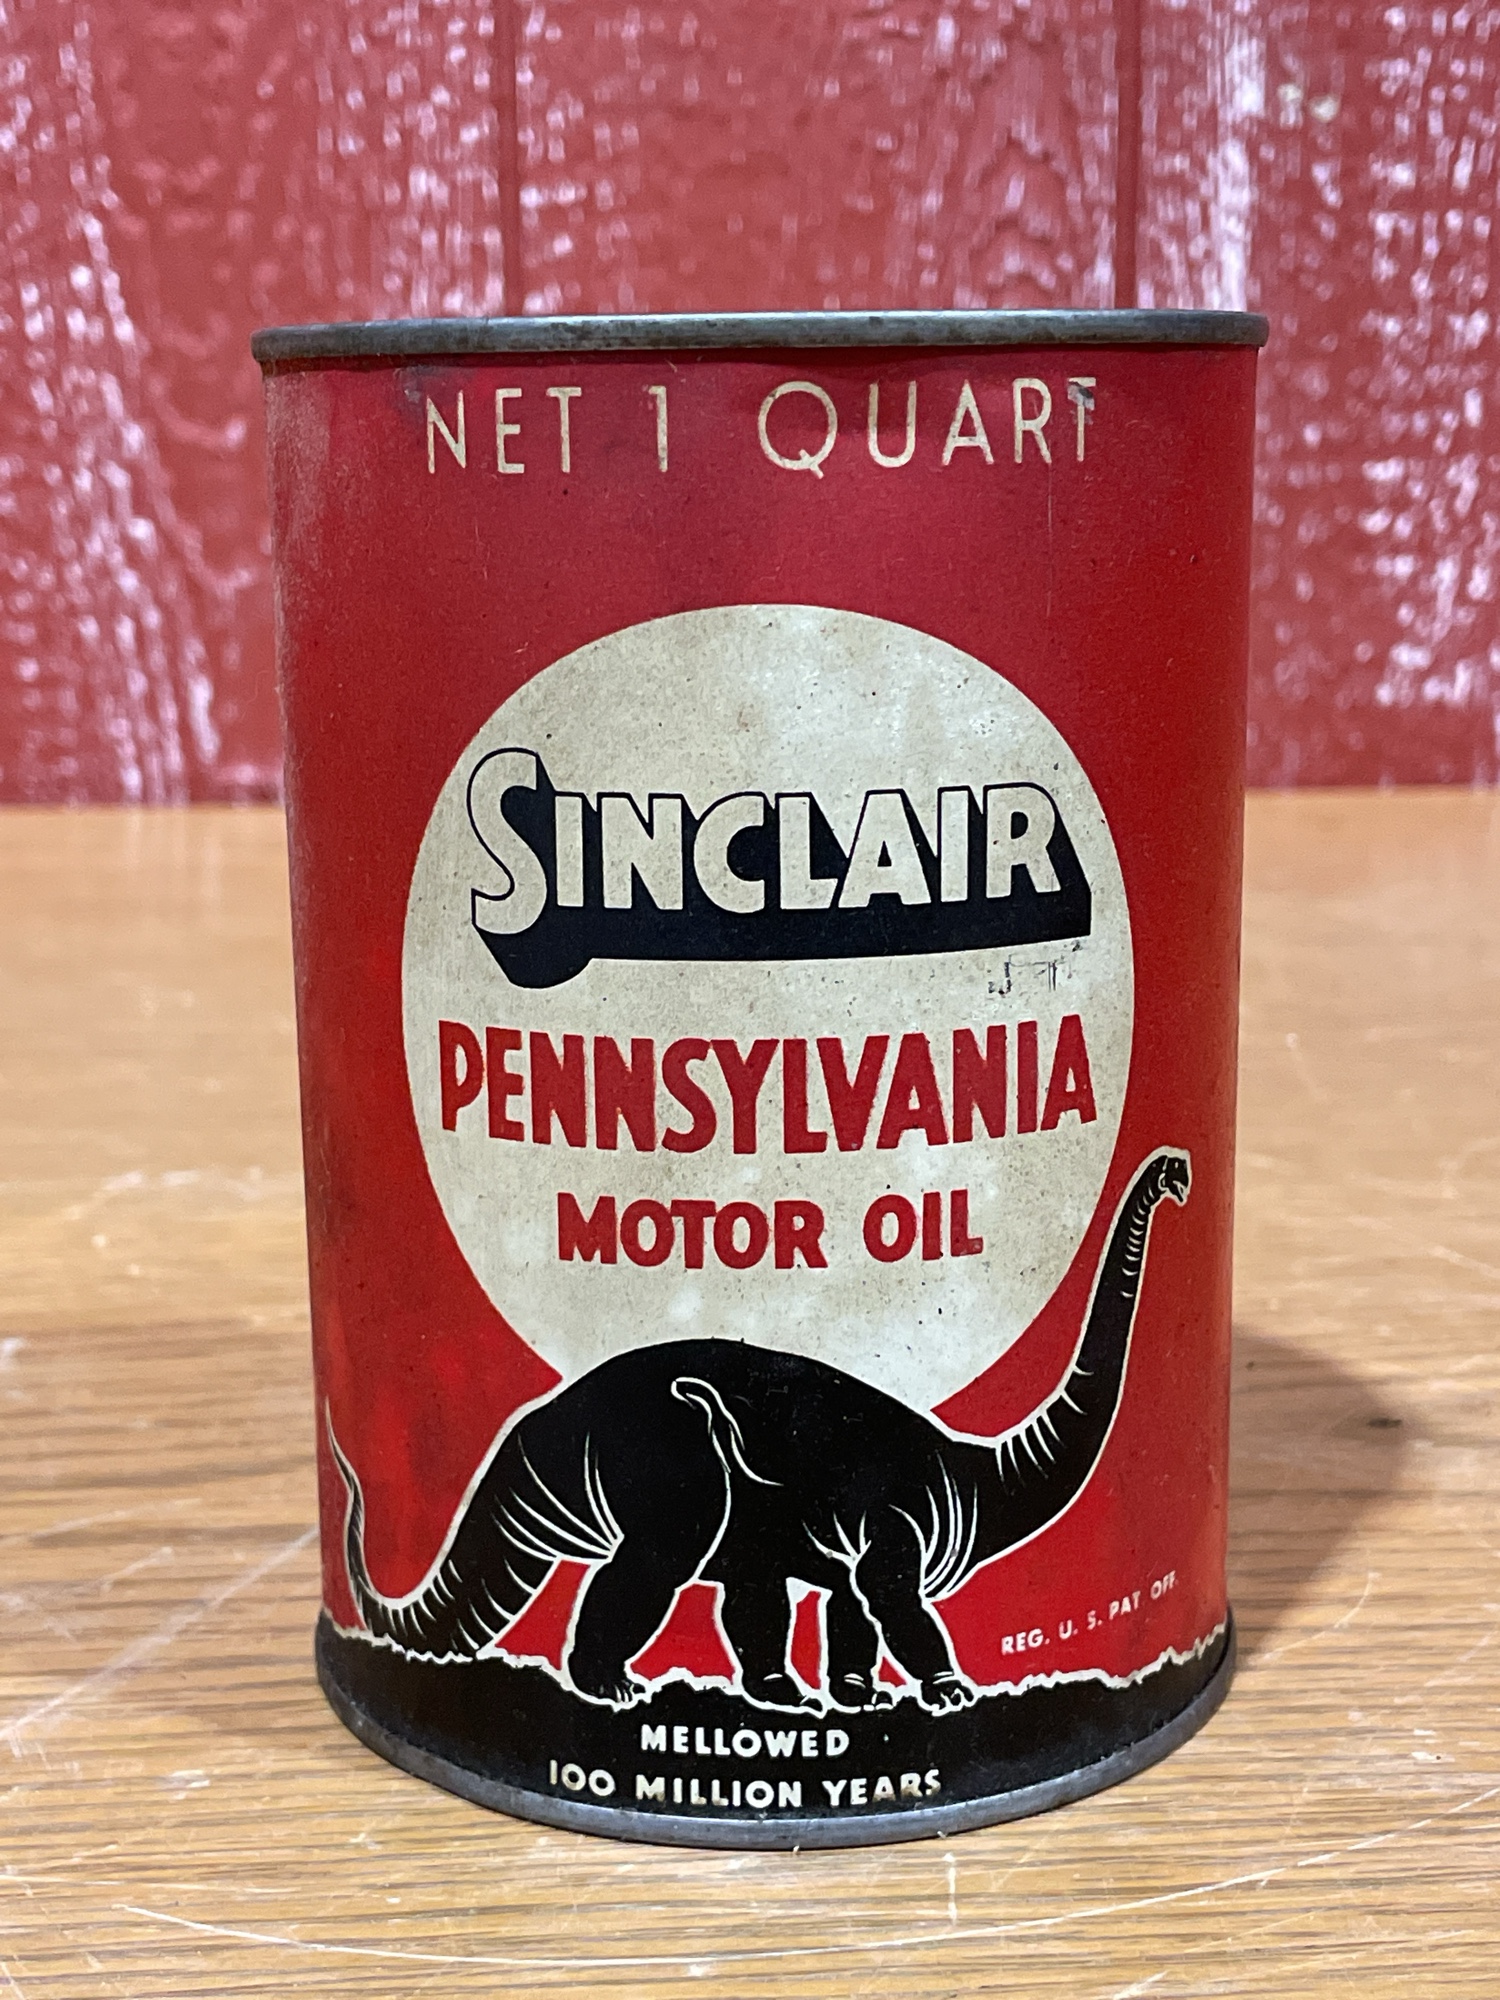 NET 1 QUART
SINCLAIR
PENNSYLVANIA
MOTOR OIL
REG. U. S. PAT OFF.
MELLOWED
100 MILLION YEARS